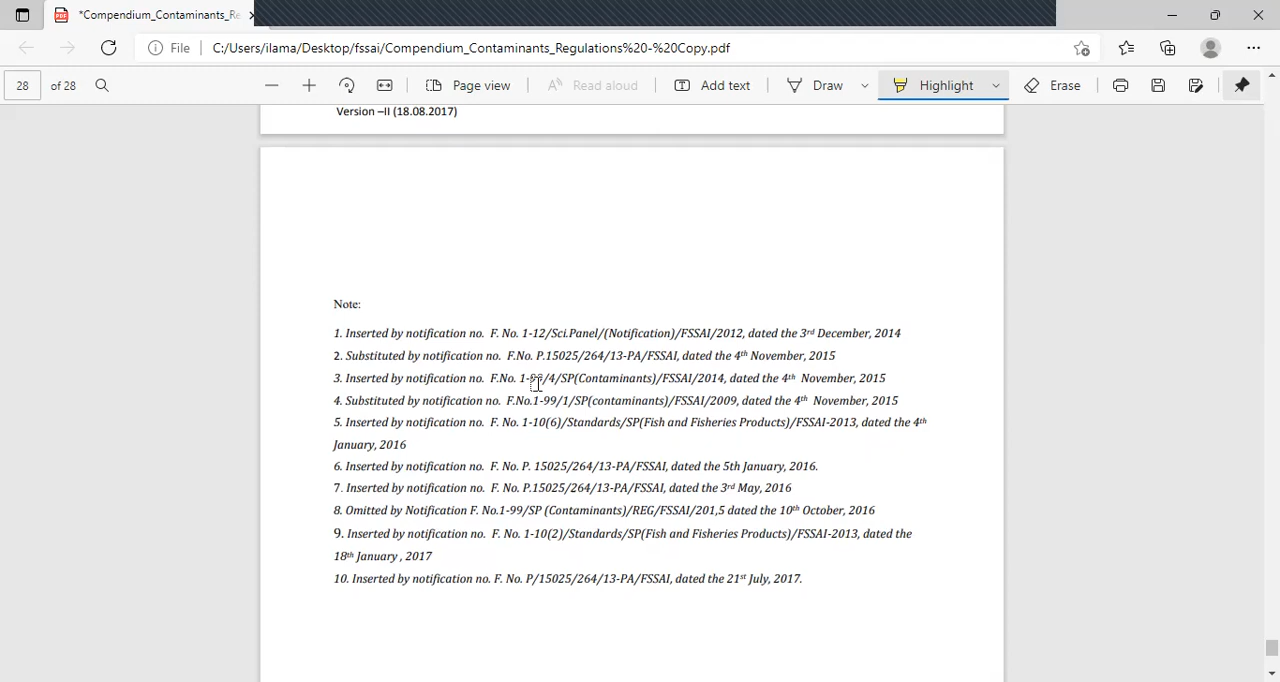 *Compendium_Contaminants_Re
File C:/Users/ilama/Desktop/fssai/Compendium_Contaminants_Regulations%20-%20Copy.pdf
28 of 28 Page view Read aloud Add text Draw Highlight Erase
Version –II (18.08.2017)
Note:
1. Inserted by notification no. F. No. 1-12/Sci.Panel/(Notification)/FSSAI/2012, dated the 3rd December, 2014
2. Substituted by notification no. F.No. P.15025/264/13-PA/FSSAI, dated the 4th November, 2015
3. Inserted by notification no. F.No. 1-99/4/SP(Contaminants)/FSSAI/2014, dated the 4th November, 2015
4. Substituted by notification no. F.No.1-99/1/SP(contaminants)/FSSAI/2009, dated the 4th November, 2015
5. Inserted by notification no. F. No. 1-10(6)/Standards/SP(Fish and Fisheries Products)/FSSAI-2013, dated the 4th
January, 2016
6. Inserted by notification no. F. No. P. 15025/264/13-PA/FSSAI, dated the 5th January, 2016.
7. Inserted by notification no. F. No. P.15025/264/13-PA/FSSAI, dated the 3rd May, 2016
8. Omitted by Notification F. No.1-99/SP (Contaminants)/REG/FSSAI/201,5 dated the 10th October, 2016
9. Inserted by notification no. F. No. 1-10(2)/Standards/SP(Fish and Fisheries Products)/FSSAI-2013, dated the
18th January , 2017
10. Inserted by notification no. F. No. P/15025/264/13-PA/FSSAI, dated the 21st July, 2017.